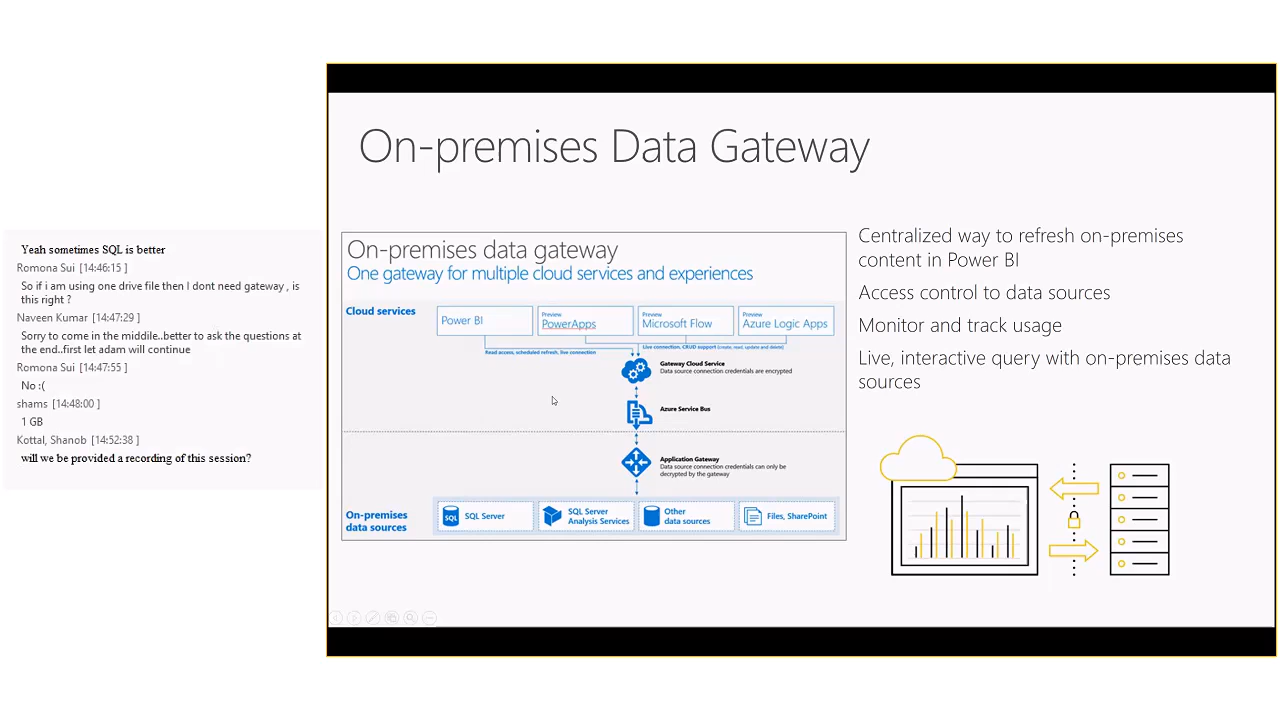 Yeah sometimes SQL is better
Romona Sui [14:46:15 ]
So if i am using one drive file then I dont need gateway , is
this right ?
Naveen Kumar [14:47:29 ]
Sorry to come in the middile..better to ask the questions at
the end..first let adam will continue
Romona Sui [14:47:55 ]
No :(
shams [14:48:00 ]
1 GB
Kottal, Shanob [14:52:38 ]
will we be provided a recording of this session?
On-premises Data Gateway
On-premises data gateway
One gateway for multiple cloud services and experiences
Cloud services
Power BI
Preview
PowerApps
Preview
Microsoft Flow
Preview
Azure Logic Apps
Read access, scheduled refresh, live connection
Live connection, CRUD support (create, read, update and delete)
Gateway Cloud Service
Data source connection credentials are encrypted
Azure Service Bus
Application Gateway
Data source connection credentials can only be
decrypted by the gateway
On-premises
data sources
SQL
SQL Server
SQL Server
Analysis Services
Other
data sources
Files, SharePoint
Centralized way to refresh on-premises
content in Power BI
Access control to data sources
Monitor and track usage
Live, interactive query with on-premises data
sources